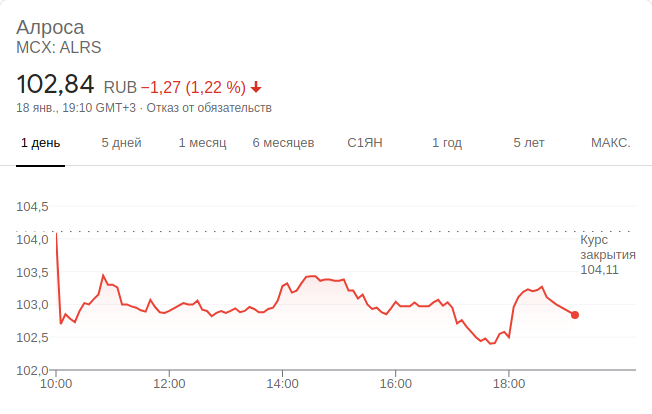 Алроса
MCX: ALRS
102,84 RUB −1,27 (1,22 %)
18 янв., 19:10 GMT+3 · Отказ от обязательств
1 день 5 дней 1 месяц 6 месяцев С1ЯН 1 год 5 лет МАКС.
104,5
104,0
103,5
103,0
102,5
102,0
Курс
закрытия
104,11
10:00 12:00 14:00 16:00 18:00